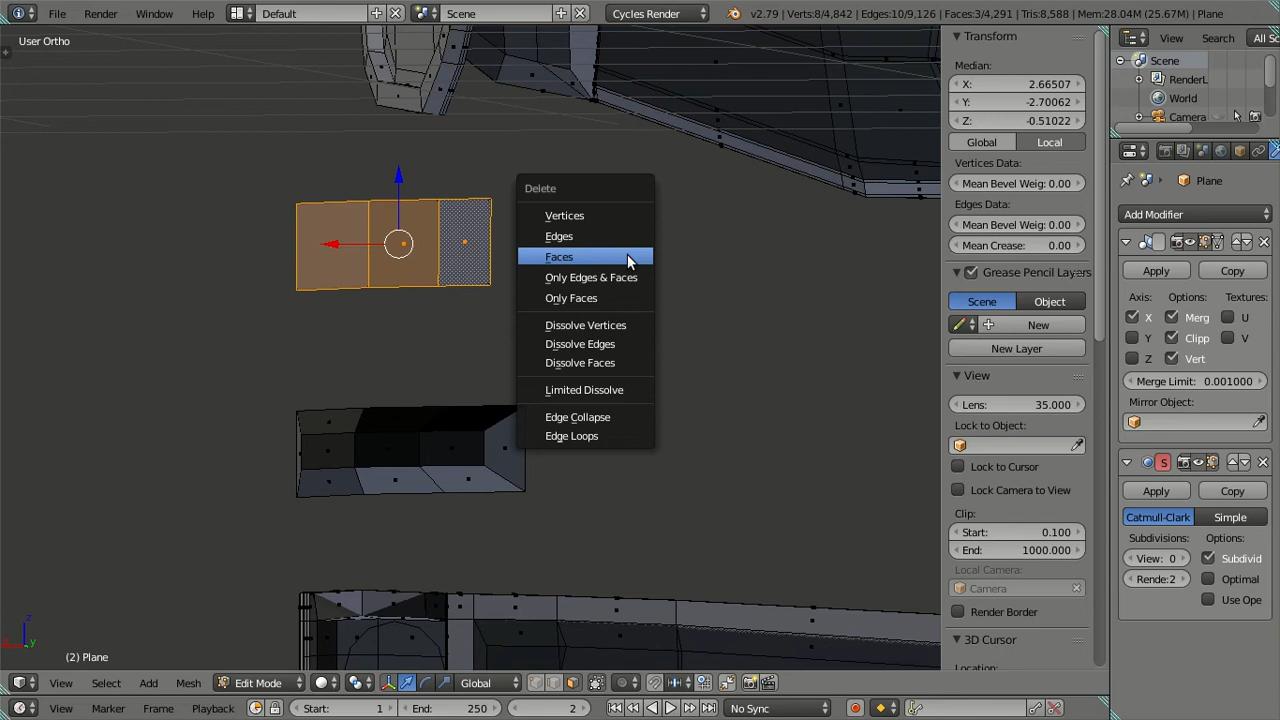 File Render Window Help Default Scene Cycles Render v2.79 | Verts:8/4,842 | Edges:10/9,126 | Faces:3/4,291 | Tris:8,588 | Mem:28.04M (25.67M) | Plane
User Ortho
Transform
Median:
X: 2.66507
Y: -2.70062
Z: -0.51022
Global Local
Vertices Data:
Mean Bevel Weig: 0.00
Edges Data:
Mean Bevel Weig: 0.00
Mean Crease: 0.00
Grease Pencil Layers
Scene Object
New
New Layer
View
Lens: 35.000
Lock to Object:
Lock to Cursor
Lock Camera to View
Clip:
Start: 0.100
End: 1000.000
Local Camera:
Camera
Render Border
3D Cursor
Location:
Delete
Vertices
Edges
Faces
Only Edges & Faces
Only Faces
Dissolve Vertices
Dissolve Edges
Dissolve Faces
Limited Dissolve
Edge Collapse
Edge Loops
View Search All Sc
Scene
RenderL
World
Camera
Plane
Add Modifier
Apply Copy
Axis: Options: Textures:
X Merg U
Y Clipp V
Z Vert
Merge Limit: 0.001000
Mirror Object:
S
Apply Copy
Catmull-Clark Simple
Subdivisions: Options:
View: 0 Subdivid
Rende:2 Optimal
Use Ope
z
x y
(2) Plane
View Select Add Mesh Edit Mode Global
View Marker Frame Playback Start: 1 End: 250 2 No Sync